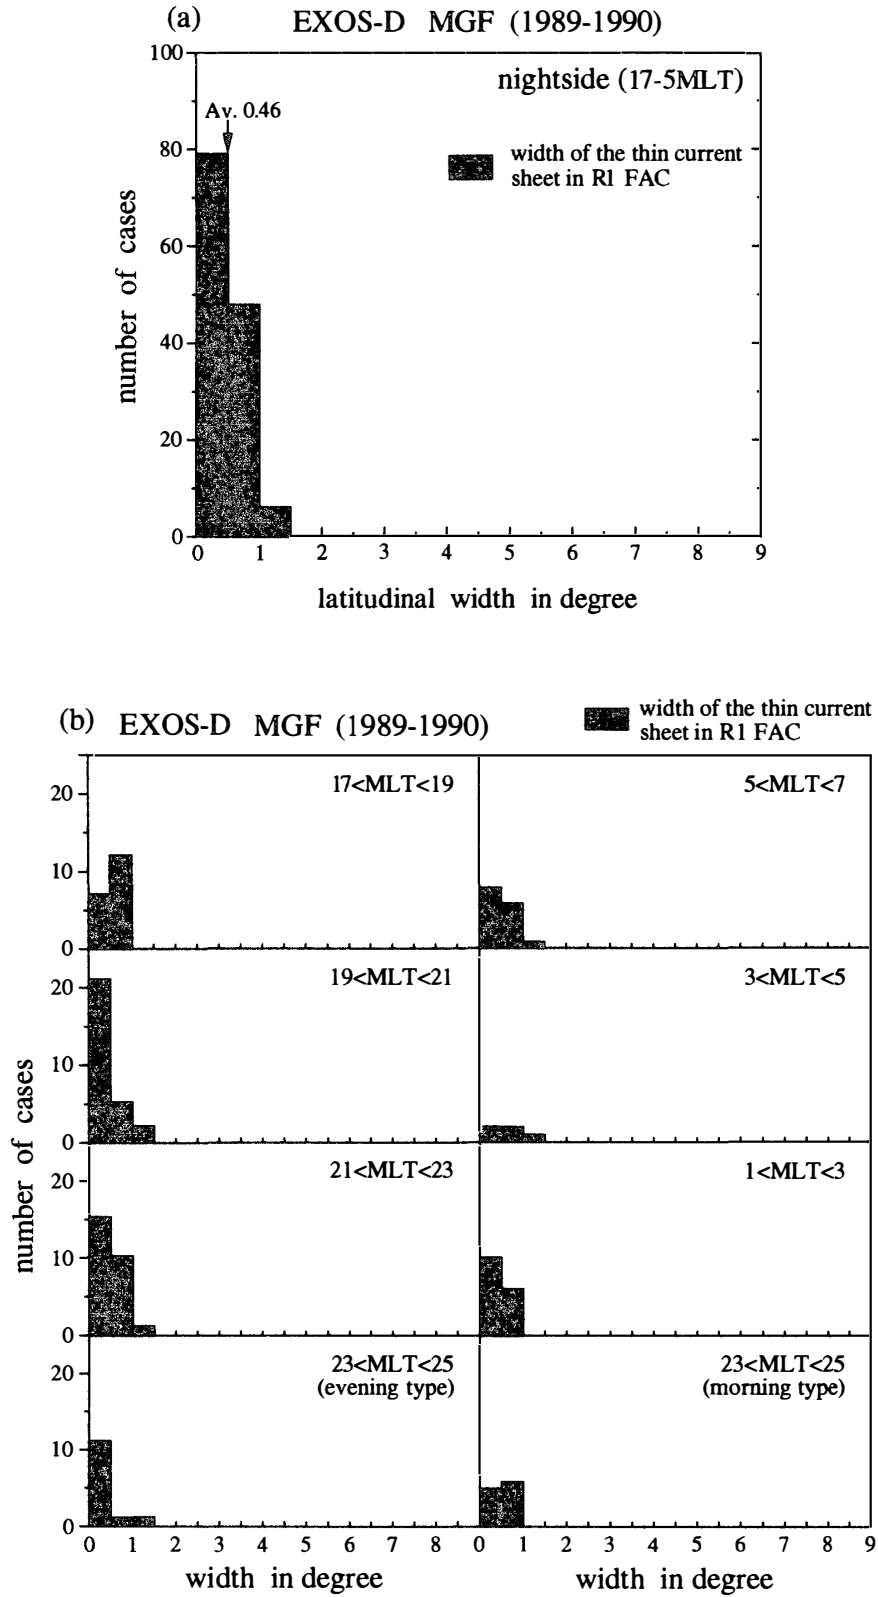 (a) EXOS-D MGF (1989-1990)
nightside (17-5MLT)
Av. 0.46
width of the thin current
sheet in R1 FAC
100
80
60
40
20
0
number of cases
0 1 2 3 4 5 6 7 8 9
latitudinal width in degree
(b) EXOS-D MGF (1989-1990)
width of the thin current
sheet in R1 FAC
17<MLT<19
5<MLT<7
20
10
0
19<MLT<21
3<MLT<5
20
10
0
number of cases
21<MLT<23
1<MLT<3
20
10
0
23<MLT<25
(evening type)
23<MLT<25
(morning type)
20
10
0
0 1 2 3 4 5 6 7 8 0 1 2 3 4 5 6 7 8 9
width in degree
width in degree